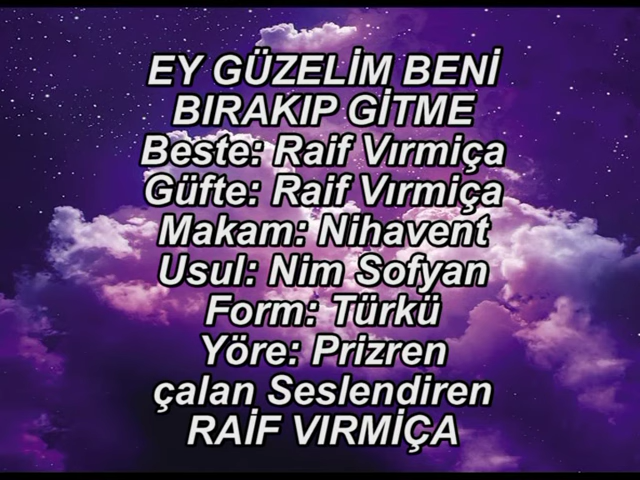 EY GÜZELİM BENİ
BIRAKIP GİTME
Beste: Raif Vırmiça
Güfte: Raif Vırmiça
Makam: Nihavent
Usul: Nim Sofyan
Form: Türkü
Yöre: Prizren
çalan Seslendiren
RAİF VIRMİÇA